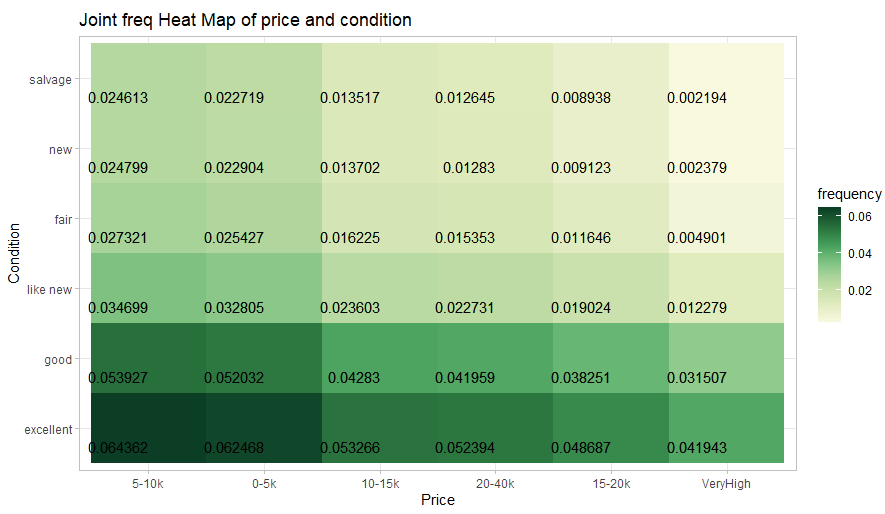 Joint freq Heat Map of price and condition
Condition
salvage
0.024613 0.022719 0.013517 0.012645 0.008938 0.002194
new
0.024799 0.022904 0.013702 0.01283 0.009123 0.002379
fair
0.027321 0.025427 0.016225 0.015353 0.011646 0.004901
like new
0.034699 0.032805 0.023603 0.022731 0.019024 0.012279
good
0.053927 0.052032 0.04283 0.041959 0.038251 0.031507
excellent
0.064362 0.062468 0.053266 0.052394 0.048687 0.041943
5-10k 0-5k 10-15k 20-40k 15-20k VeryHigh
Price
frequency
0.06
0.04
0.02